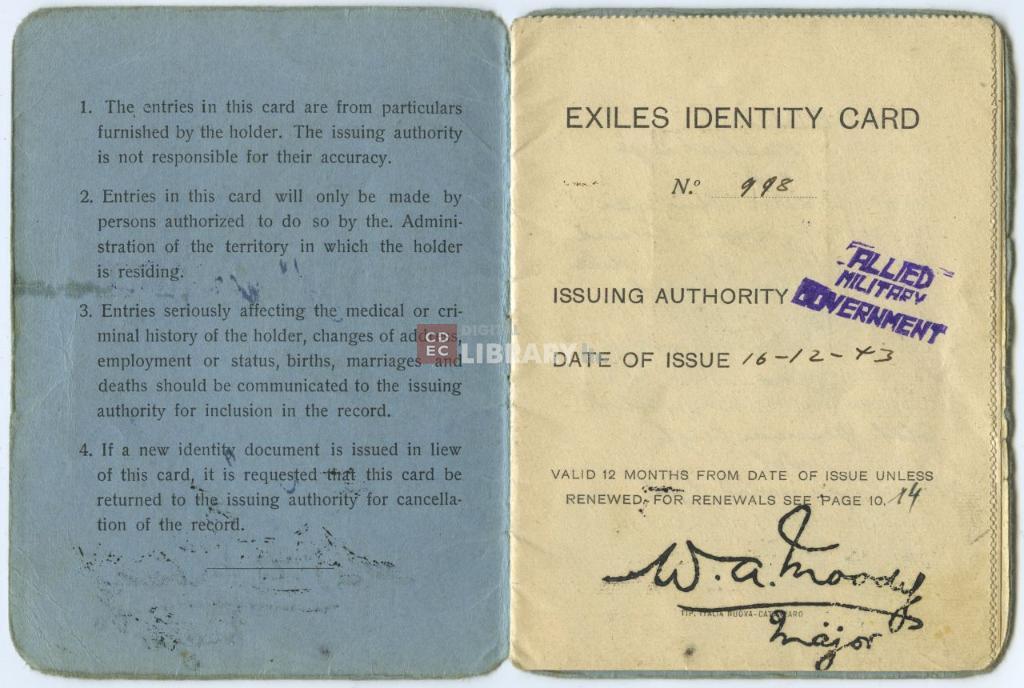 1. The entries in this card are from particulars
furnished by the holder. The issuing authority
is not responsible for their accuracy.
2. Entries in this card will only be made by
persons authorized to do so by the. Admini-
stration of the territory in which the holder
is residing.
3. Entries seriously affecting the medical or cri-
minal history of the holder, changes of address,
employment or status, births, marriages and
deaths should be communicated to the issuing
authority for inclusion in the record.
4. If a new identity document is issued in liew
of this card, it is requested that this card be
returned to the issuing authority for cancella-
tion of the record.
CDEC DIGITAL
LIBRARY.it
EXILES IDENTITY CARD
N.º 998
ISSUING AUTHORITY ALLIED
MILITARY
GOVERNMENT
DATE OF ISSUE 16-12-43
VALID 12 MONTHS FROM DATE OF ISSUE UNLESS
RENEWED. FOR RENEWALS SEE PAGE 10. 14
W. A. Moody
TIP. ITALIA NUOVA-
Major